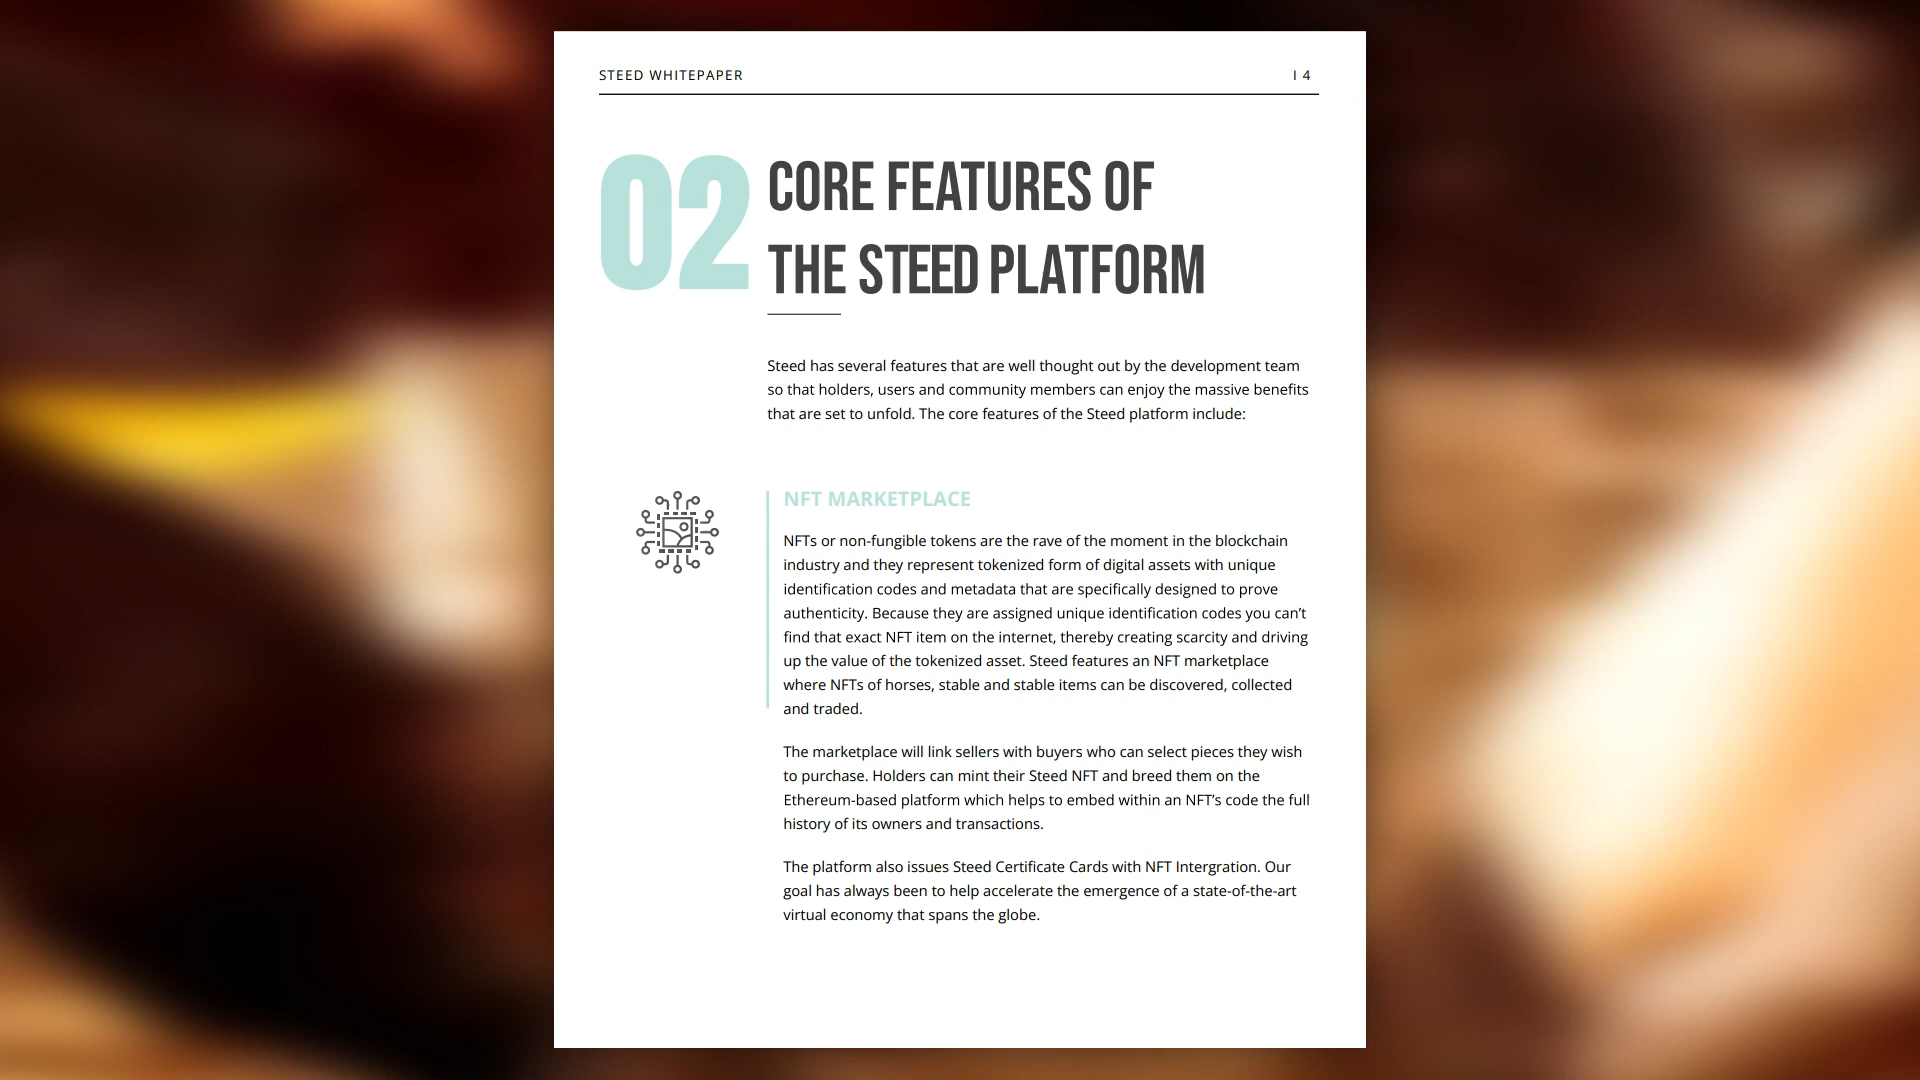 STEED WHITEPAPER
I 4
02
CORE FEATURES OF
THE STEED PLATFORM
Steed has several features that are well thought out by the development team
so that holders, users and community members can enjoy the massive benefits
that are set to unfold. The core features of the Steed platform include:
NFT MARKETPLACE
NFTs or non-fungible tokens are the rave of the moment in the blockchain
industry and they represent tokenized form of digital assets with unique
identification codes and metadata that are specifically designed to prove
authenticity. Because they are assigned unique identification codes you can’t
find that exact NFT item on the internet, thereby creating scarcity and driving
up the value of the tokenized asset. Steed features an NFT marketplace
where NFTs of horses, stable and stable items can be discovered, collected
and traded.
The marketplace will link sellers with buyers who can select pieces they wish
to purchase. Holders can mint their Steed NFT and breed them on the
Ethereum-based platform which helps to embed within an NFT’s code the full
history of its owners and transactions.
The platform also issues Steed Certificate Cards with NFT Intergration. Our
goal has always been to help accelerate the emergence of a state-of-the-art
virtual economy that spans the globe.